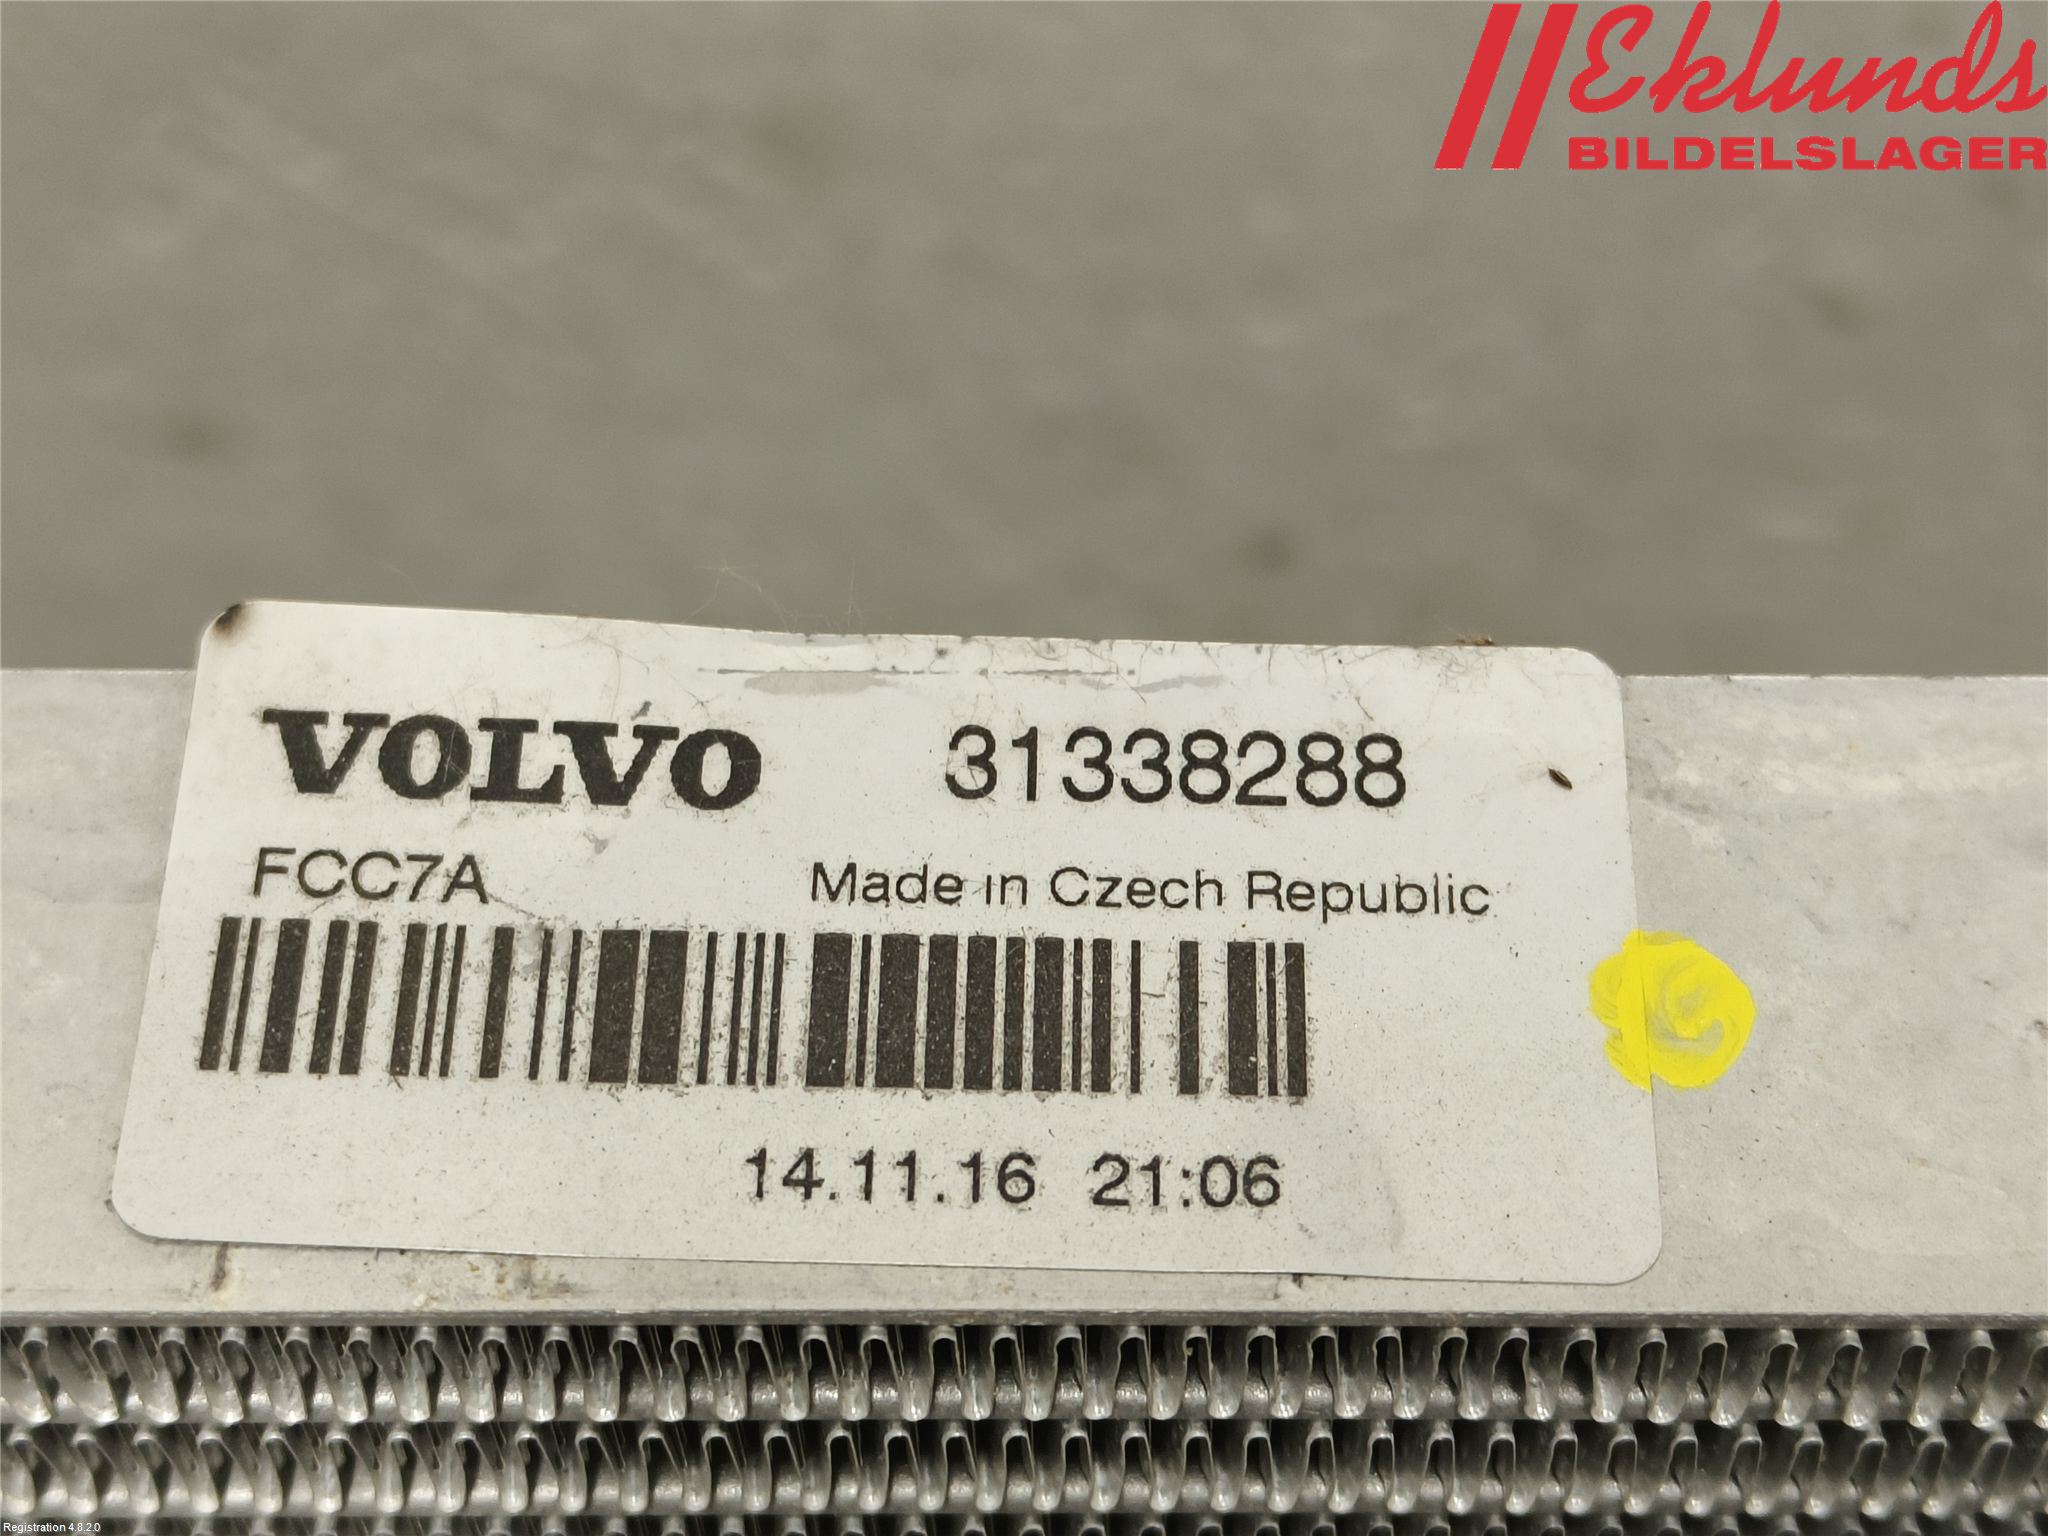 Eklunds
BILDELSLAGER
VOLVO 31338288
FCC7A Made in Czech Republic
14.11.16 21:06
Registration 4.8.2.0